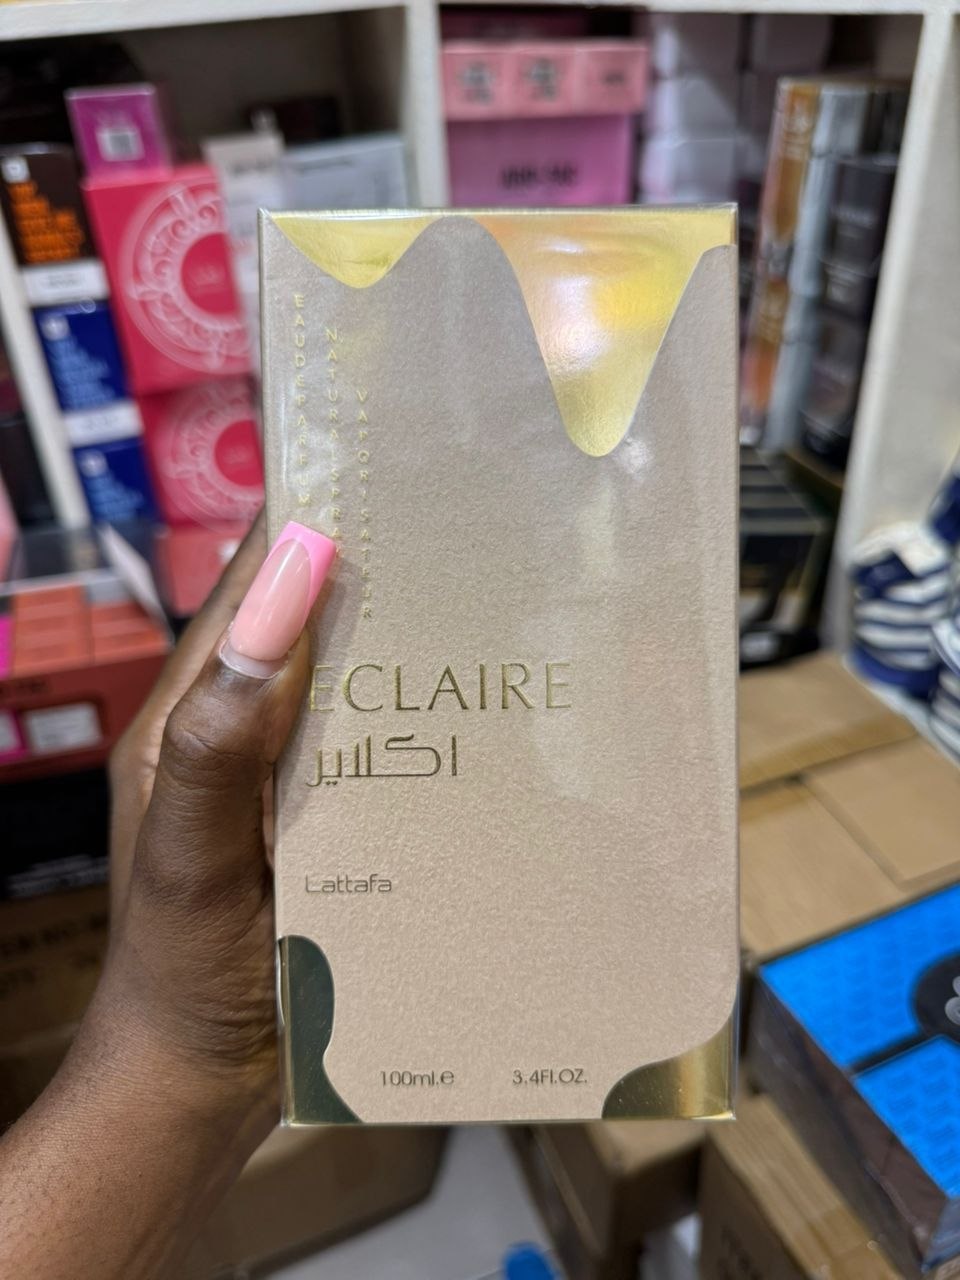 EAU DE PARFUM
NATURAL SPRAY
VAPORISATEUR
ECLAIRE
اكلاير
Lattafa
100ml.e
3.4Fl.OZ.